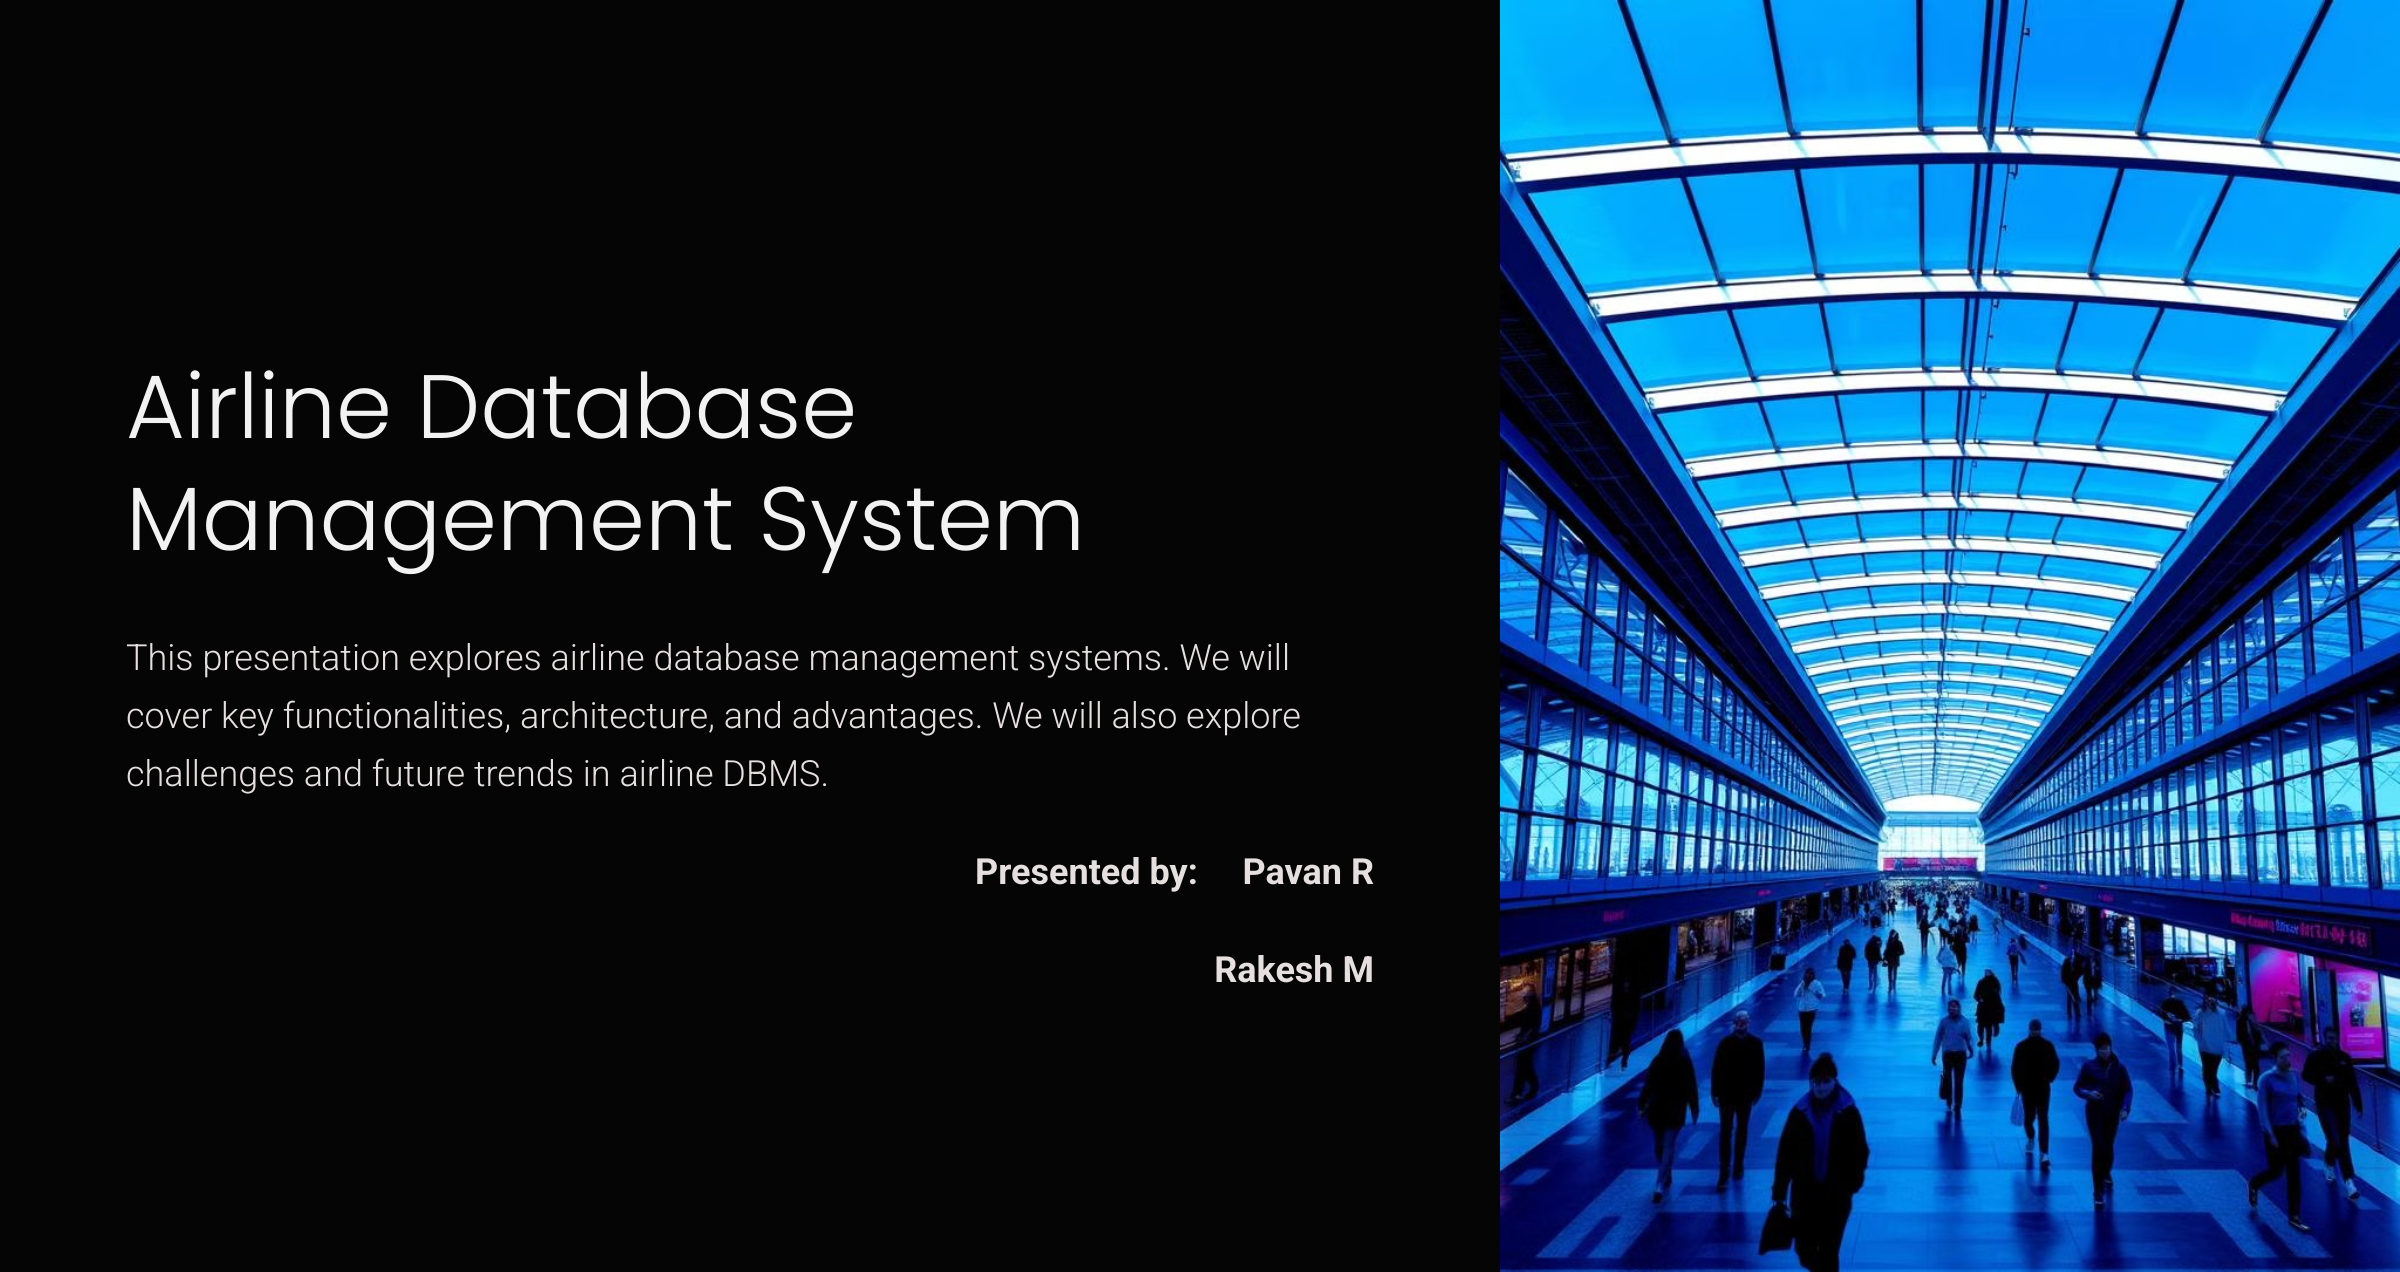 Airline Database
Management System
This presentation explores airline database management systems. We will
cover key functionalities, architecture, and advantages. We will also explore
challenges and future trends in airline DBMS.
Presented by: Pavan R
Rakesh M